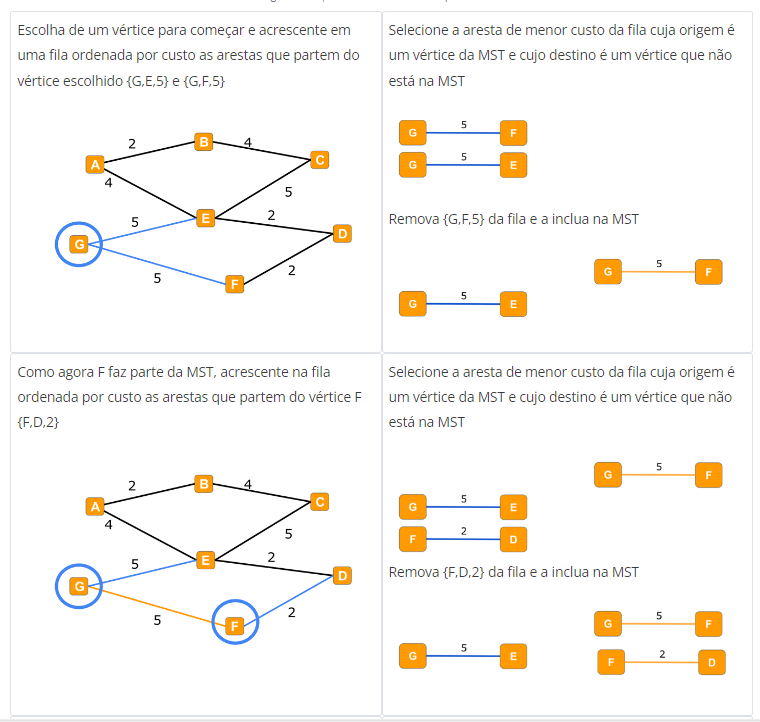 Escolha de um vértice para começar e acrescente em
uma fila ordenada por custo as arestas que partem do
vértice escolhido {G,E,5} e {G,F,5}
2
B
4
A
C
4
5
5
E
2
G
D
5
2
F
Selecione a aresta de menor custo da fila cuja origem é
um vértice da MST e cujo destino é um vértice que não
está na MST
G 5 F
G 5 E
Remova {G,F,5} da fila e a inclua na MST
G 5 F
G 5 E
Como agora F faz parte da MST, acrescente na fila
ordenada por custo as arestas que partem do vértice F
{F,D,2}
2
B
4
A
C
4
5
5
E
2
G
D
5
2
F
Selecione a aresta de menor custo da fila cuja origem é
um vértice da MST e cujo destino é um vértice que não
está na MST
G 5 F
G 5 E
F 2 D
Remova {F,D,2} da fila e a inclua na MST
G 5 F
G 5 E
F 2 D